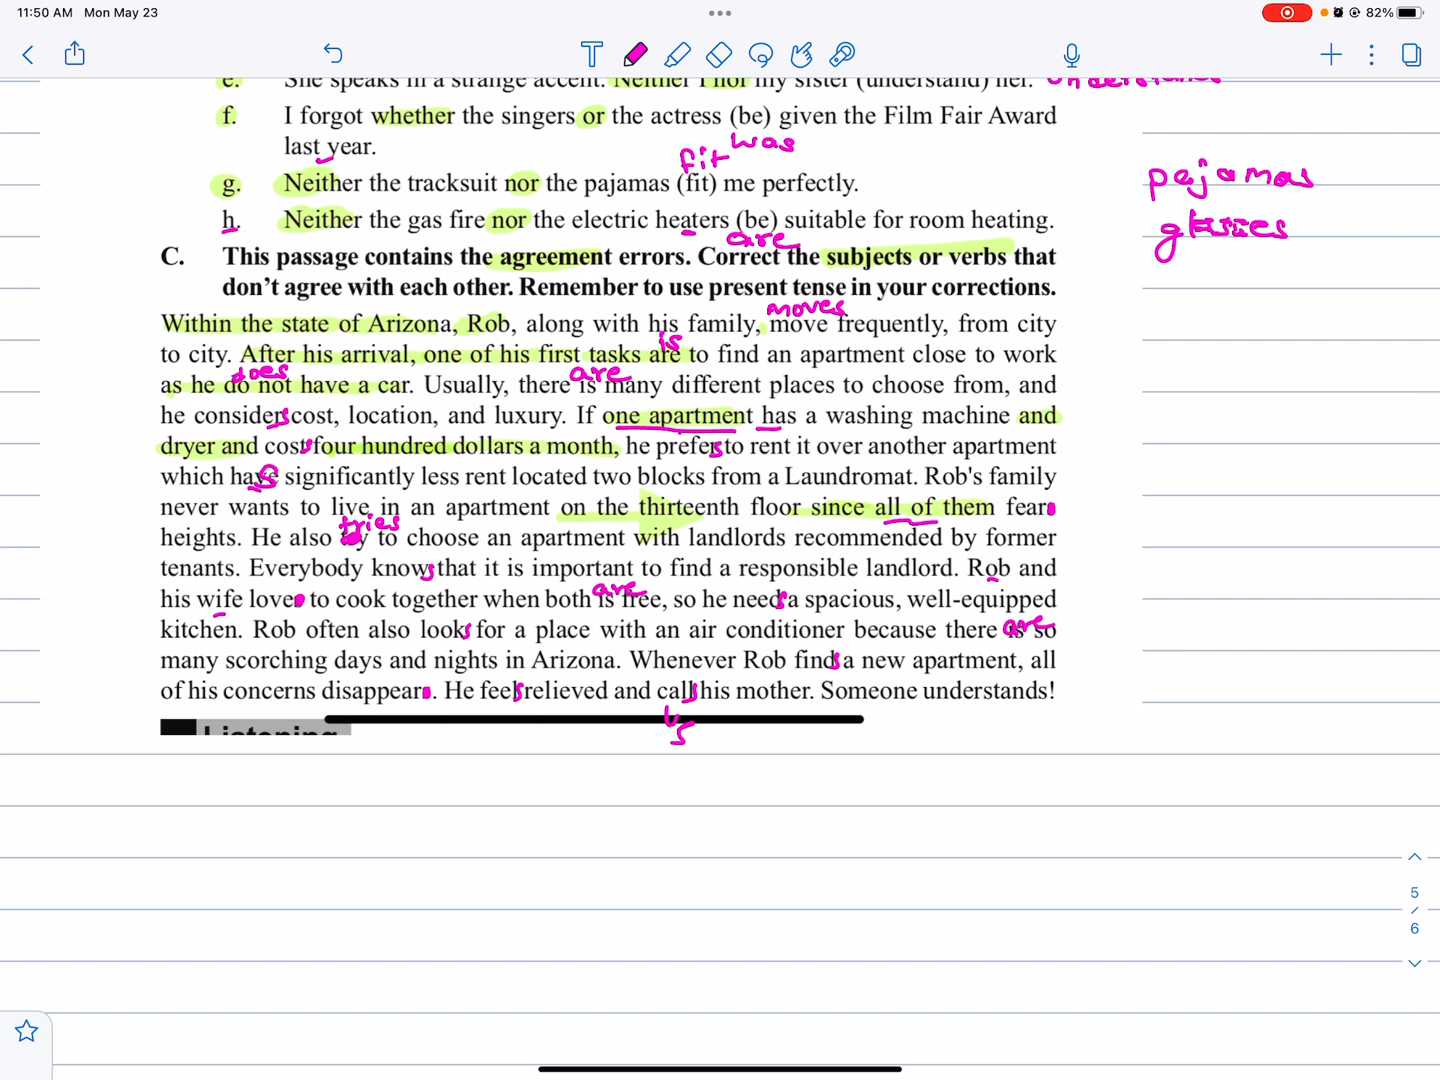 11:50 AM Mon May 23
82%
e. She speaks in a strange accent. Neither I nor my sister (understand) her. understands
f. I forgot whether the singers or the actress (be) given the Film Fair Award
last year.
was
fit
g. Neither the tracksuit nor the pajamas (fit) me perfectly.
pajamas
h. Neither the gas fire nor the electric heaters (be) suitable for room heating.
are
C. This passage contains the agreement errors. Correct the subjects or verbs that
don't agree with each other. Remember to use present tense in your corrections.
moves
Within the state of Arizona, Rob, along with his family, move frequently, from city
is
to city. After his arrival, one of his first tasks are to find an apartment close to work
does are
as he do not have a car. Usually, there is many different places to choose from, and
he considers cost, location, and luxury. If one apartment has a washing machine and
dryer and costs four hundred dollars a month, he prefers to rent it over another apartment
which has significantly less rent located two blocks from a Laundromat. Rob's family
never wants to live in an apartment on the thirteenth floor since all of them fear
tries
heights. He also try to choose an apartment with landlords recommended by former
tenants. Everybody knows that it is important to find a responsible landlord. Rob and
are
his wife love to cook together when both is free, so he needs a spacious, well-equipped
are
kitchen. Rob often also looks for a place with an air conditioner because there is so
many scorching days and nights in Arizona. Whenever Rob finds a new apartment, all
of his concerns disappear. He feels relieved and calls his mother. Someone understands!
s
Listening
5
6